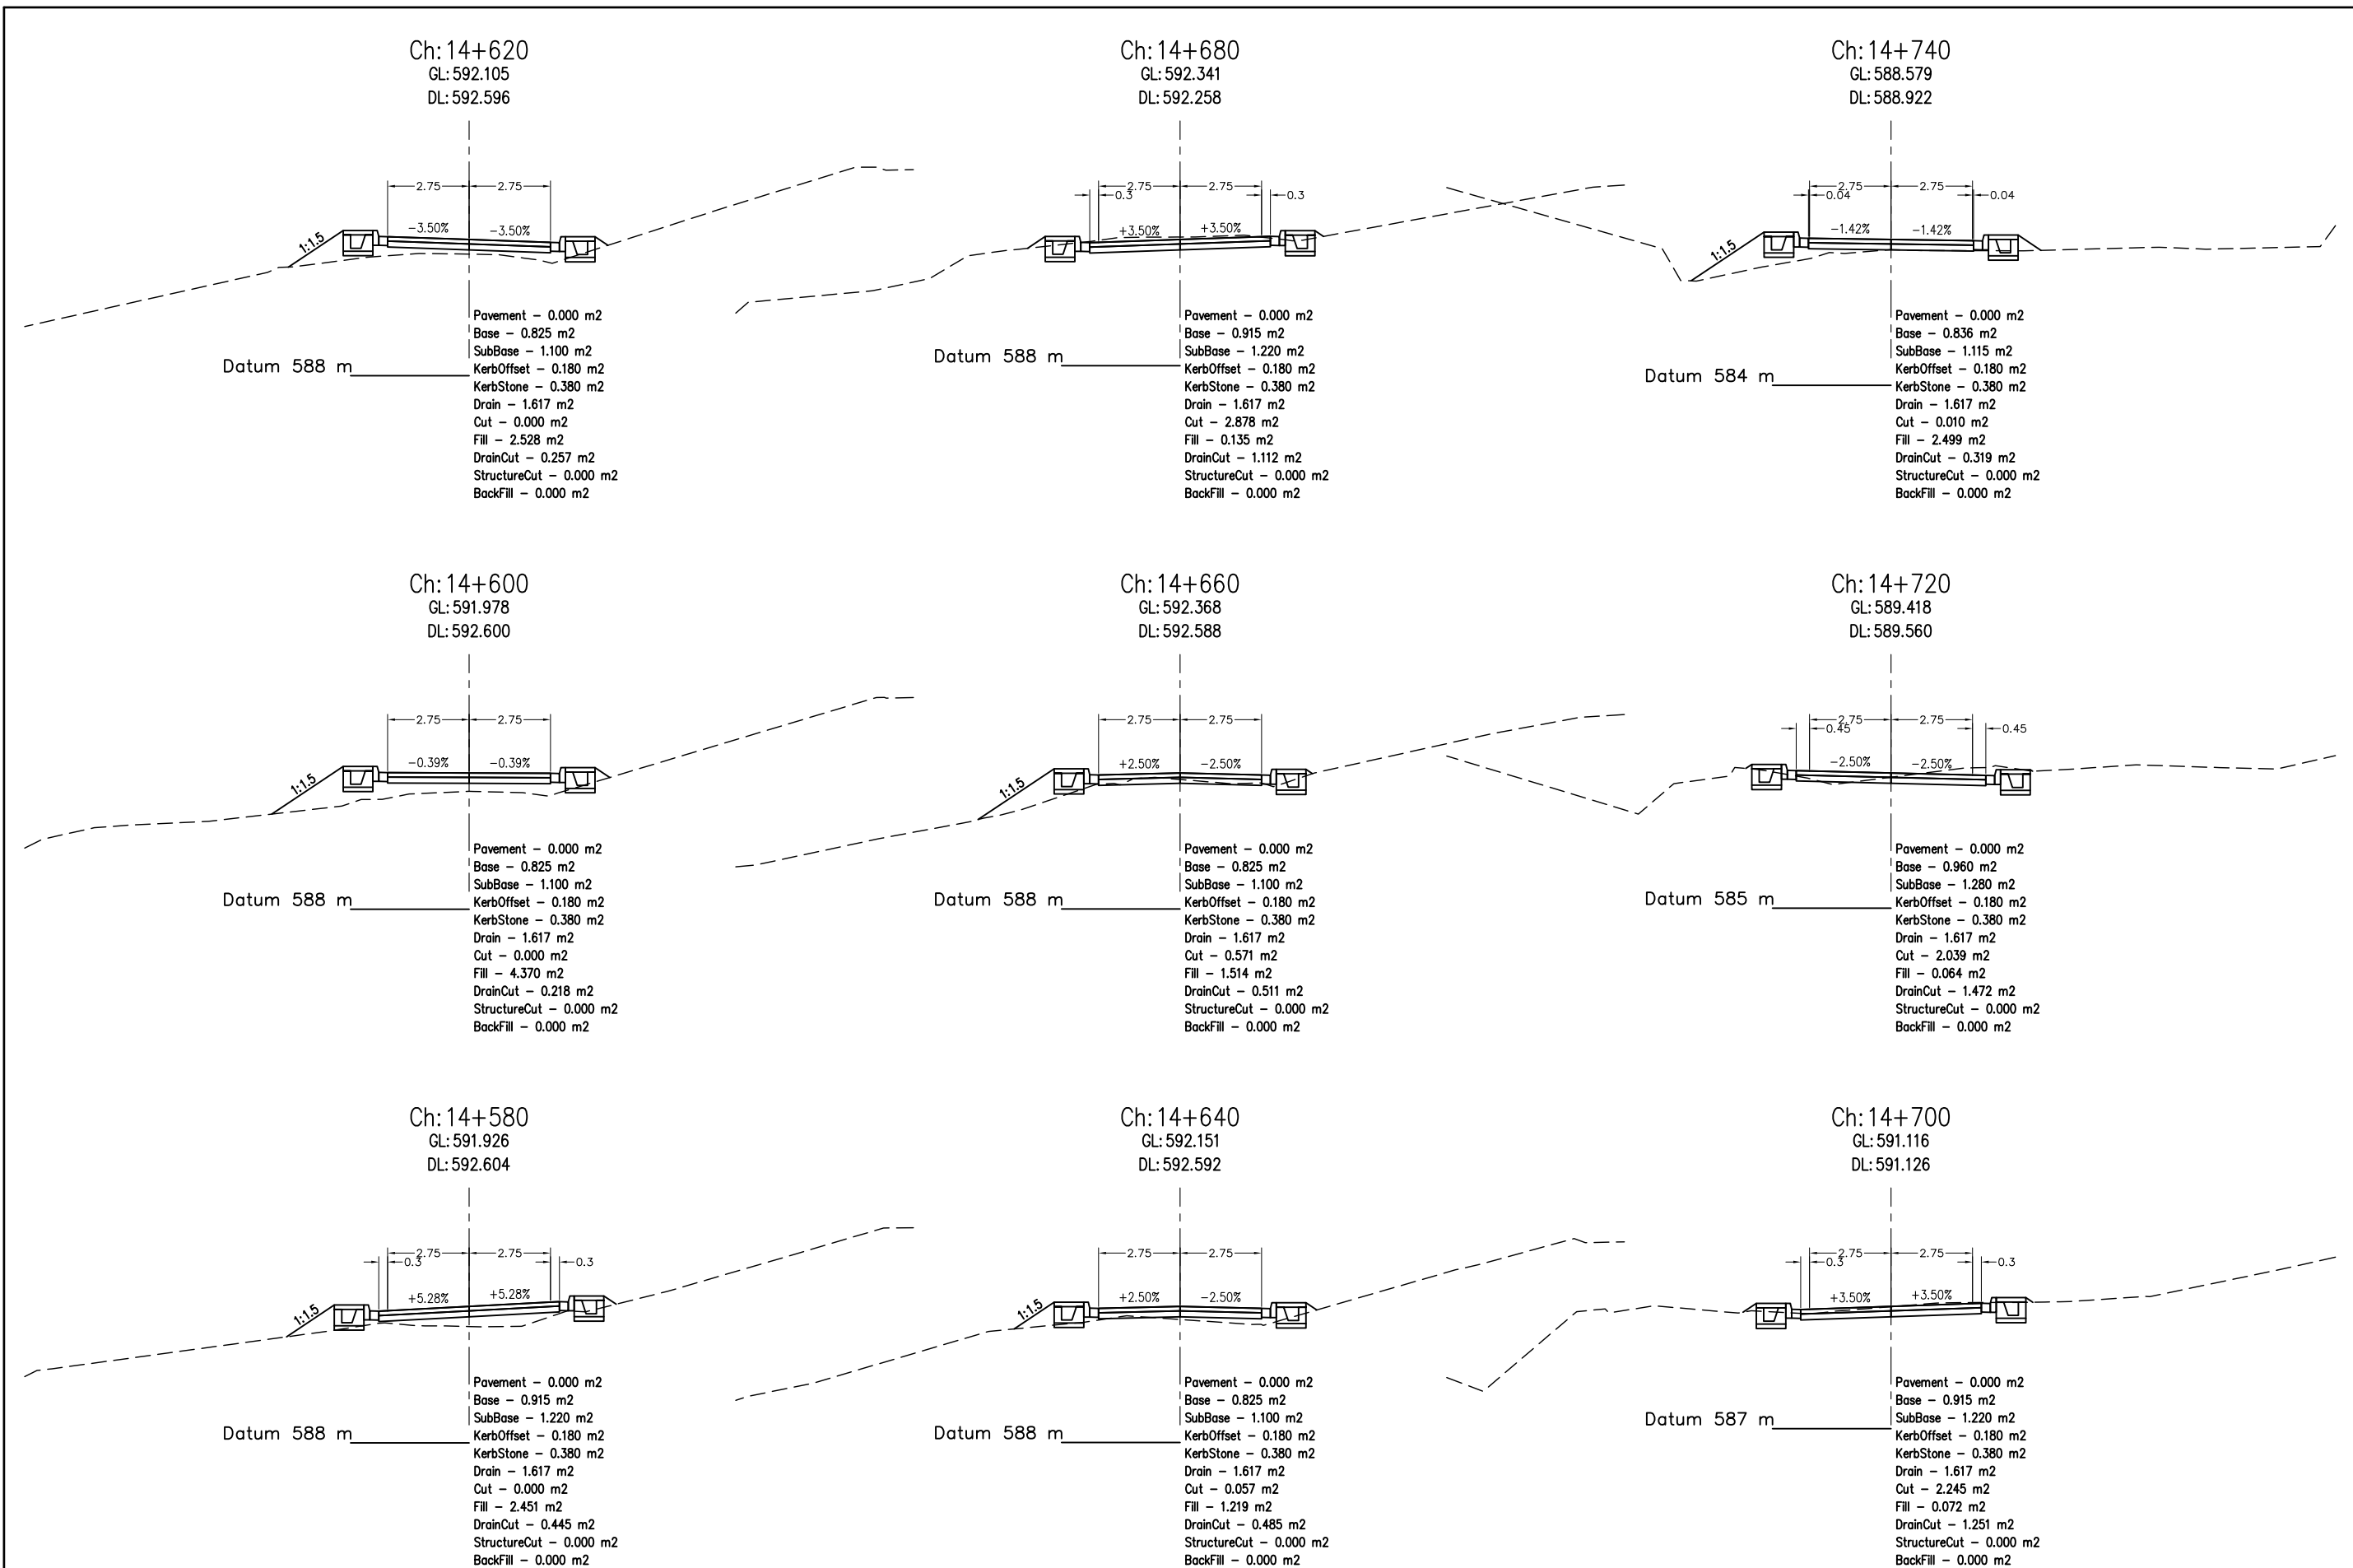 Ch:14+620
GL:592.105
DL:592.596
2.75 2.75
-3.50% -3.50%
1:1.5
Pavement - 0.000 m2
Base - 0.825 m2
SubBase - 1.100 m2
Datum 588 m
KerbOffset - 0.180 m2
KerbStone - 0.380 m2
Drain - 1.617 m2
Cut - 0.000 m2
Fill - 2.528 m2
DrainCut - 0.257 m2
StructureCut - 0.000 m2
BackFill - 0.000 m2
Ch:14+680
GL:592.341
DL:592.258
2.75 2.75
0.3 0.3
+3.50% +3.50%
Pavement - 0.000 m2
Base - 0.915 m2
SubBase - 1.220 m2
Datum 588 m
KerbOffset - 0.180 m2
KerbStone - 0.380 m2
Drain - 1.617 m2
Cut - 2.878 m2
Fill - 0.135 m2
DrainCut - 1.112 m2
StructureCut - 0.000 m2
BackFill - 0.000 m2
Ch:14+740
GL:588.579
DL:588.922
2.75 2.75
0.04 0.04
-1.42% -1.42%
1:1.5
Pavement - 0.000 m2
Base - 0.836 m2
SubBase - 1.115 m2
KerbOffset - 0.180 m2
Datum 584 m
KerbStone - 0.380 m2
Drain - 1.617 m2
Cut - 0.010 m2
Fill - 2.499 m2
DrainCut - 0.319 m2
StructureCut - 0.000 m2
BackFill - 0.000 m2
Ch:14+600
GL:591.978
DL:592.600
2.75 2.75
-0.39% -0.39%
1:1.5
Pavement - 0.000 m2
Base - 0.825 m2
SubBase - 1.100 m2
Datum 588 m
KerbOffset - 0.180 m2
KerbStone - 0.380 m2
Drain - 1.617 m2
Cut - 0.000 m2
Fill - 4.370 m2
DrainCut - 0.218 m2
StructureCut - 0.000 m2
BackFill - 0.000 m2
Ch:14+660
GL:592.368
DL:592.588
2.75 2.75
+2.50% -2.50%
1:1.5
Pavement - 0.000 m2
Base - 0.825 m2
SubBase - 1.100 m2
Datum 588 m
KerbOffset - 0.180 m2
KerbStone - 0.380 m2
Drain - 1.617 m2
Cut - 0.571 m2
Fill - 1.514 m2
DrainCut - 0.511 m2
StructureCut - 0.000 m2
BackFill - 0.000 m2
Ch:14+720
GL:589.418
DL:589.560
2.75 2.75
0.45 0.45
-2.50% -2.50%
Pavement - 0.000 m2
Base - 0.960 m2
SubBase - 1.280 m2
Datum 585 m
KerbOffset - 0.180 m2
KerbStone - 0.380 m2
Drain - 1.617 m2
Cut - 2.039 m2
Fill - 0.064 m2
DrainCut - 1.472 m2
StructureCut - 0.000 m2
BackFill - 0.000 m2
Ch:14+580
GL:591.926
DL:592.604
2.75 2.75
0.3 0.3
+5.28% +5.28%
1:1.5
Pavement - 0.000 m2
Base - 0.915 m2
SubBase - 1.220 m2
Datum 588 m
KerbOffset - 0.180 m2
KerbStone - 0.380 m2
Drain - 1.617 m2
Cut - 0.000 m2
Fill - 2.451 m2
DrainCut - 0.445 m2
StructureCut - 0.000 m2
BackFill - 0.000 m2
Ch:14+640
GL:592.151
DL:592.592
2.75 2.75
+2.50% -2.50%
1:1.5
Pavement - 0.000 m2
Base - 0.825 m2
SubBase - 1.100 m2
Datum 588 m
KerbOffset - 0.180 m2
KerbStone - 0.380 m2
Drain - 1.617 m2
Cut - 0.057 m2
Fill - 1.219 m2
DrainCut - 0.485 m2
StructureCut - 0.000 m2
BackFill - 0.000 m2
Ch:14+700
GL:591.116
DL:591.126
2.75 2.75
0.3 0.3
+3.50% +3.50%
Pavement - 0.000 m2
Base - 0.915 m2
SubBase - 1.220 m2
Datum 587 m
KerbOffset - 0.180 m2
KerbStone - 0.380 m2
Drain - 1.617 m2
Cut - 2.245 m2
Fill - 0.072 m2
DrainCut - 1.251 m2
StructureCut - 0.000 m2
BackFill - 0.000 m2